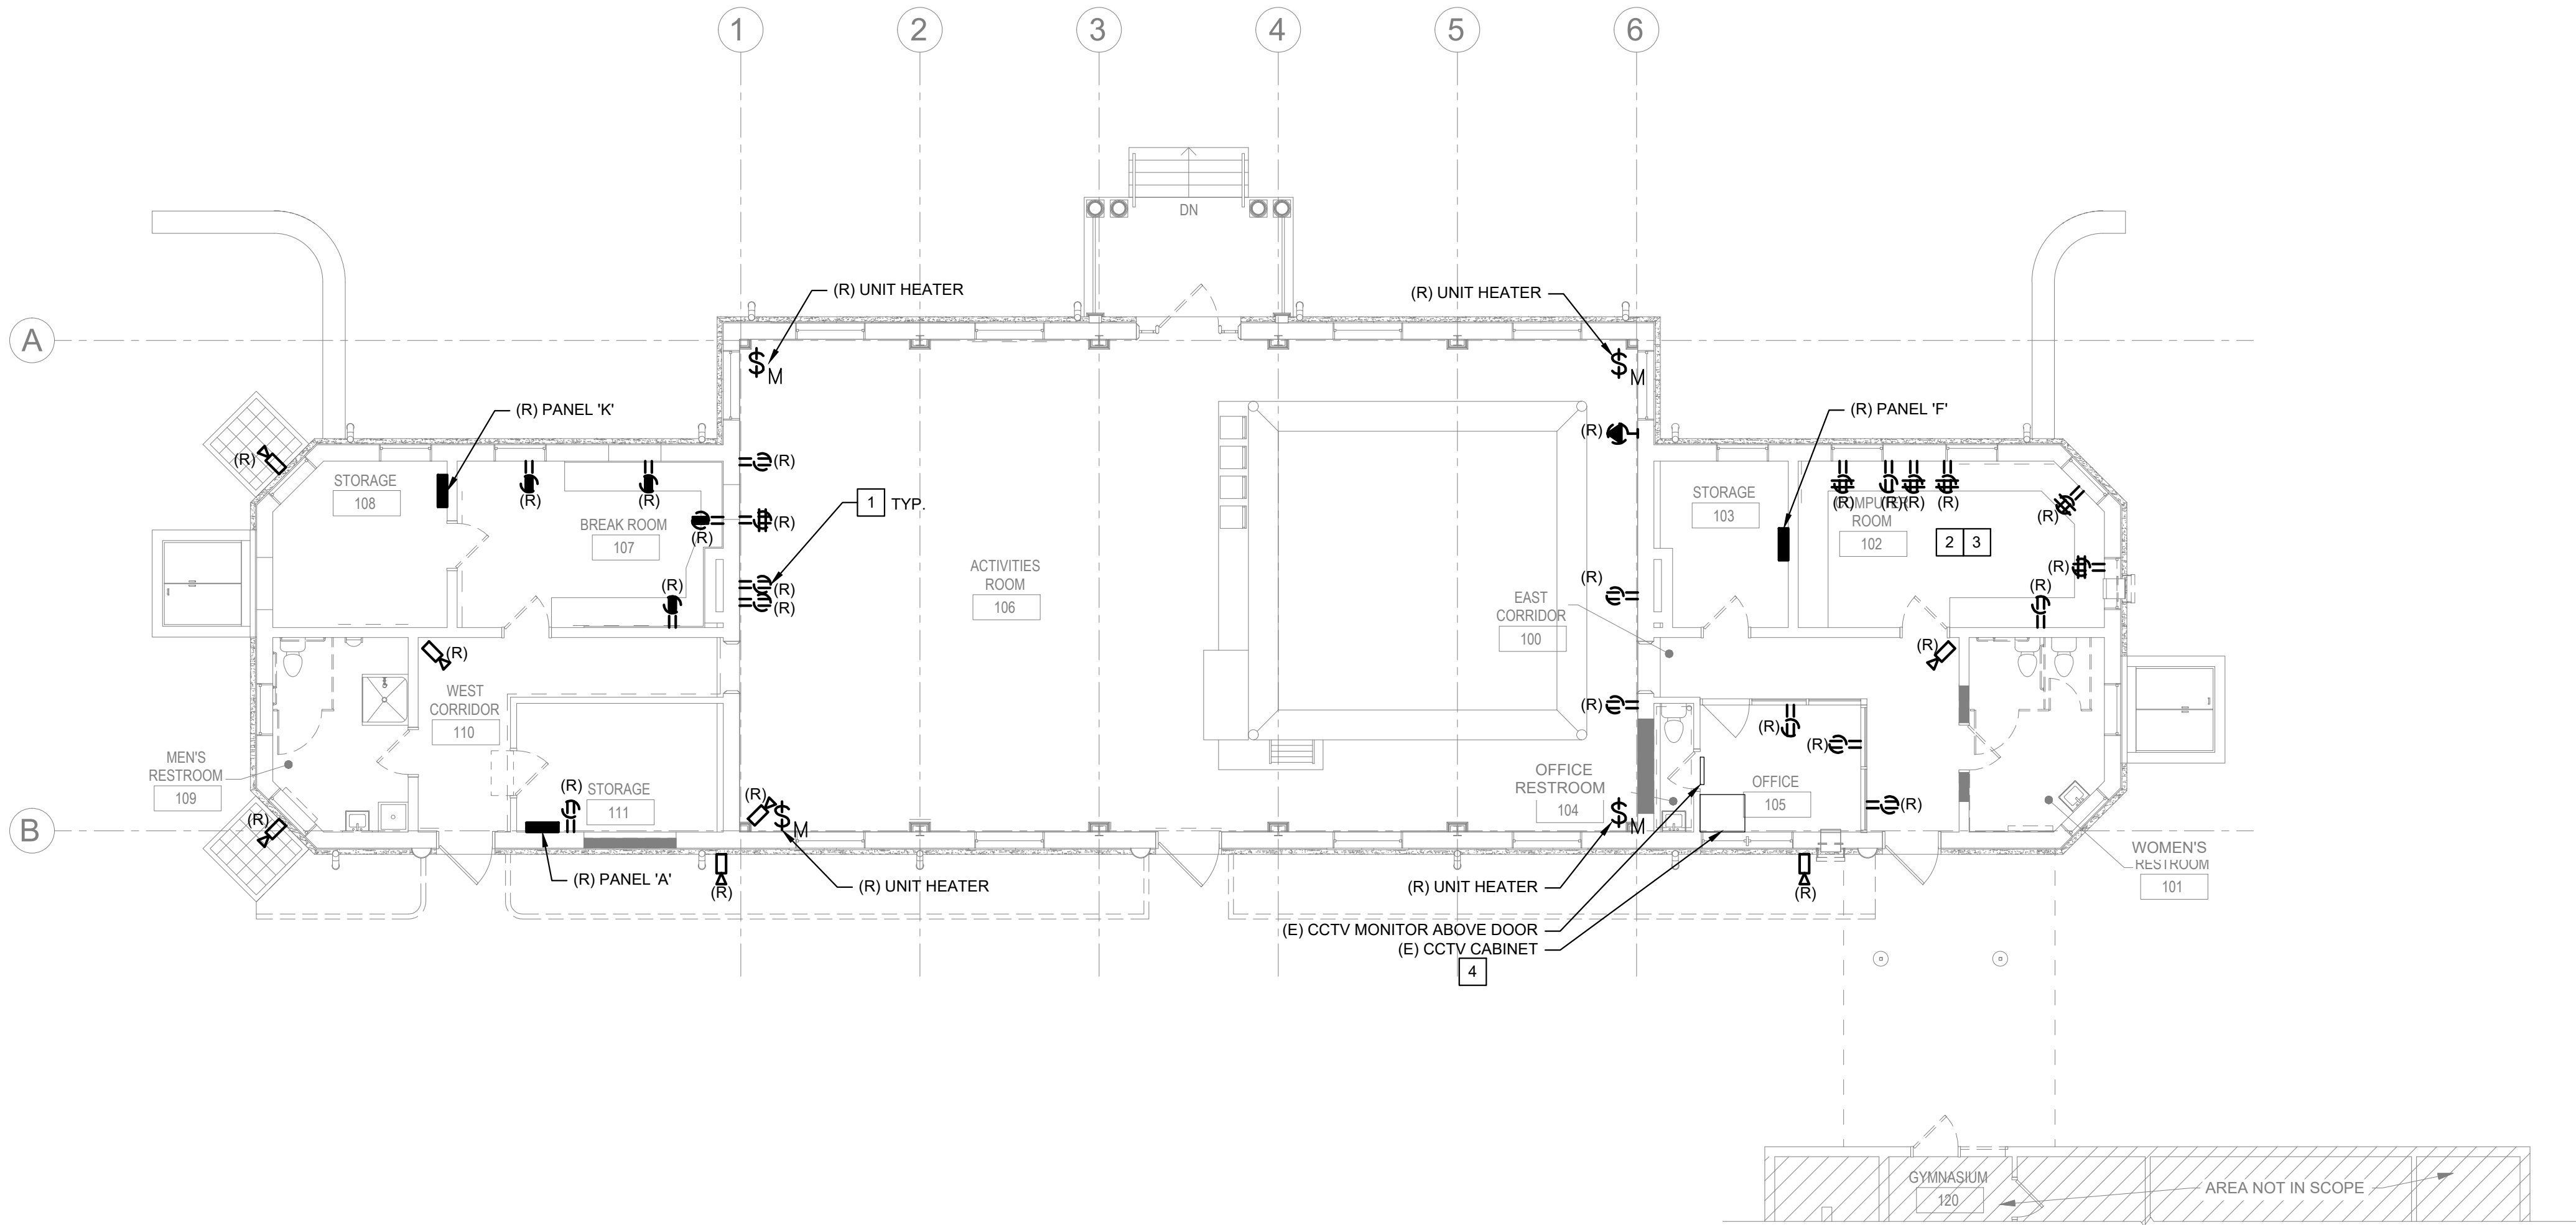 1
2
3
4
5
6
DN
(R) UNIT HEATER
(R) UNIT HEATER
A
M
M
(R) PANEL 'K'
(R) PANEL 'F'
(R)
(R)
(R)
STORAGE
108
(R)
(R)
BREAK ROOM
107
(R)
(R)
1 TYP.
(R)
(R)
(R)
ACTIVITIES
ROOM
106
STORAGE
103
(R)
(R)
(R)
(R)
COMPUTER
ROOM
102
2 3
(R)
(R)
(R)
(R)
EAST
CORRIDOR
100
(R)
(R)
(R)
WEST
CORRIDOR
110
(R)
(R)
(R)
MEN'S
RESTROOM
109
(R)
STORAGE
111
(R)
M
OFFICE
RESTROOM
104
M
OFFICE
105
(R)
B
(R)
WOMEN'S
RESTROOM
101
(R) PANEL 'A'
(R)
(R) UNIT HEATER
(R) UNIT HEATER
(R)
(E) CCTV MONITOR ABOVE DOOR
(E) CCTV CABINET
4
GYMNASIUM
120
AREA NOT IN SCOPE